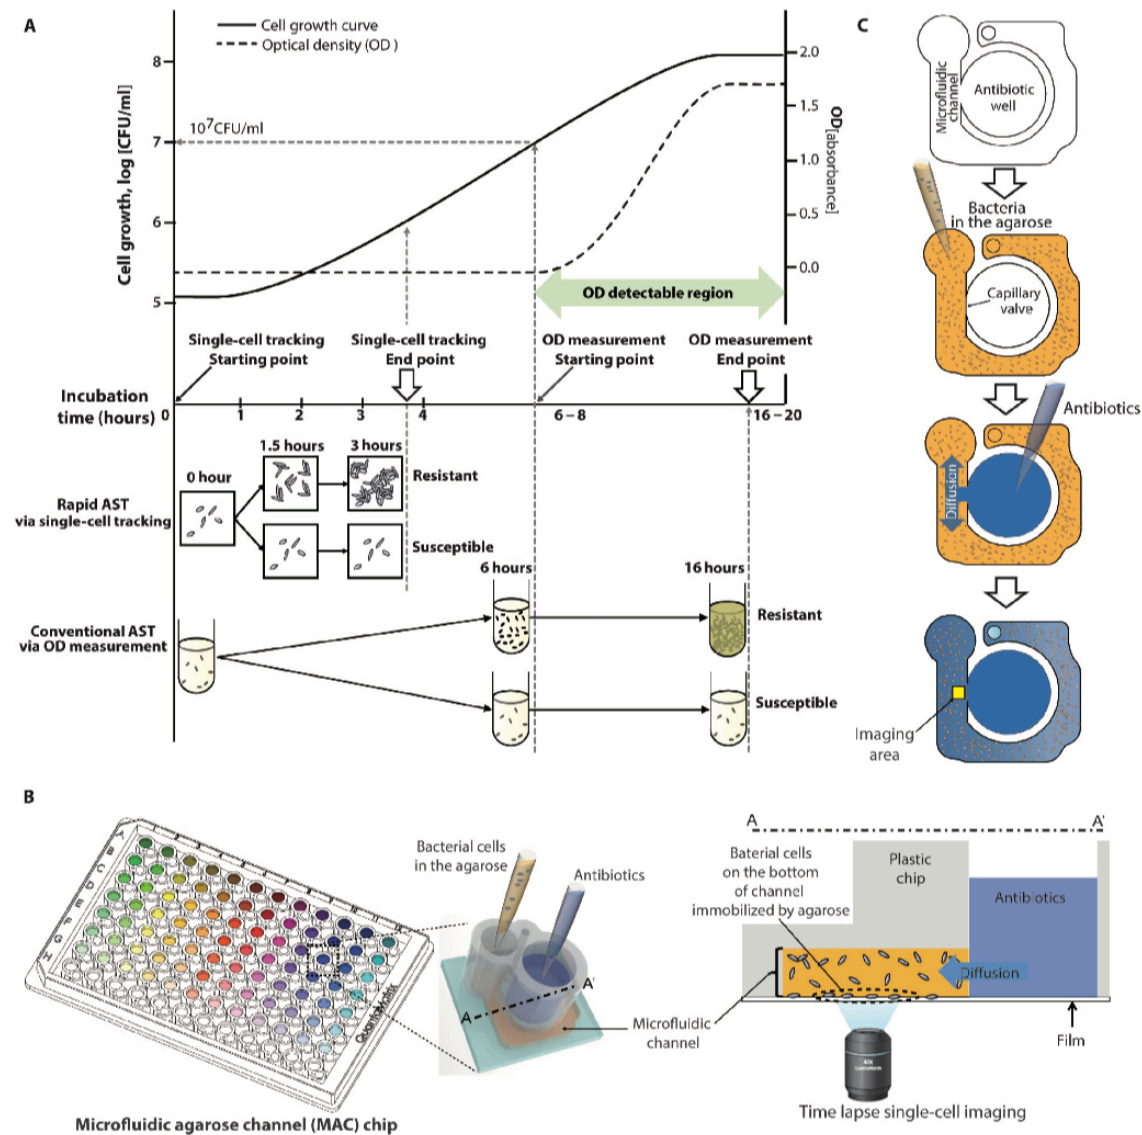 A
Cell growth curve
Optical density (OD )
Cell growth, log [CFU/ml]
8
7
6
5
10⁷CFU/ml
2.0
1.5
1.0
0.5
0.0
OD[absorbance]
OD detectable region
Single-cell tracking
Starting point
Single-cell tracking
End point
OD measurement
Starting point
OD measurement
End point
Incubation
time (hours)
0
1
2
3
4
6–8
16–20
Rapid AST
via single-cell tracking
0 hour
1.5 hours
3 hours
Resistant
Susceptible
Conventional AST
via OD measurement
6 hours
16 hours
Resistant
Susceptible
C
Microfluidic
channel
Antibiotic
well
Bacteria
in the agarose
Capillary
valve
Antibiotics
Diffusion
Imaging
area
B
A
B
C
D
E
F
G
H
1
2
3
QuantaMatrix
Microfluidic agarose channel (MAC) chip
Bacterial cells
in the agarose
Antibiotics
A
A'
Microfluidic
channel
A
A'
Baterial cells
on the bottom
of channel
immobilized by agarose
Plastic
chip
Antibiotics
Diffusion
Film
Time lapse single-cell imaging